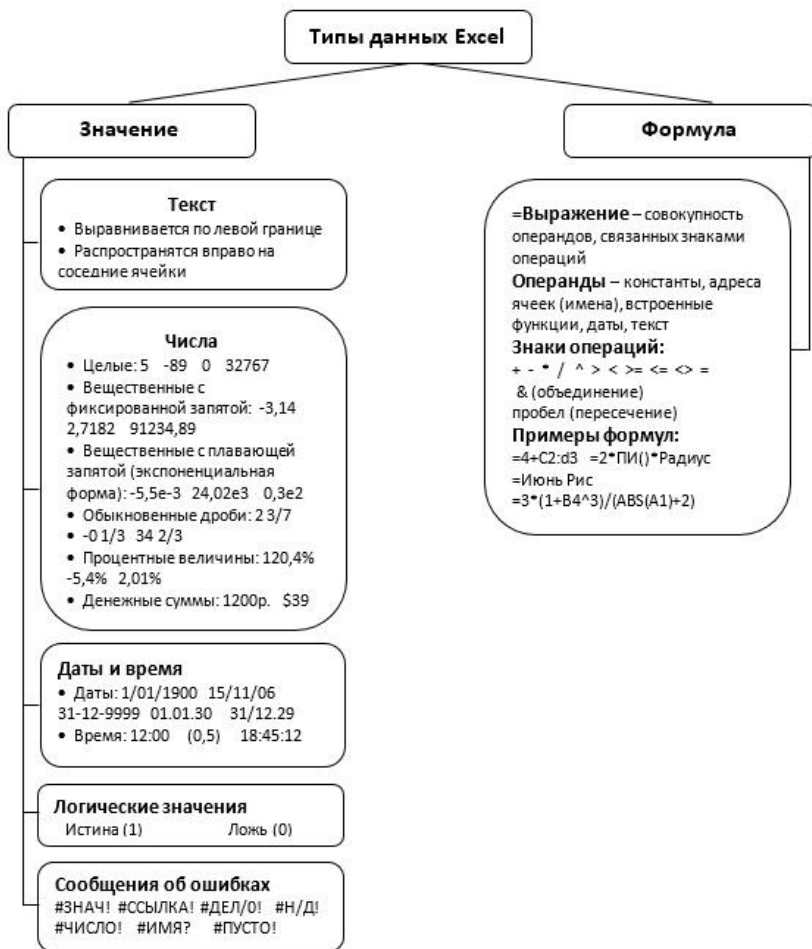 Типы данных Excel
Значение
Текст
• Выравнивается по левой границе
• Распространятся вправо на
соседние ячейки
Числа
• Целые: 5 -89 0 32767
• Вещественные с
фиксированной запятой: -3,14
2,7182 91234,89
• Вещественные с плавающей
запятой (экспоненциальная
форма): -5,5e-3 24,02e3 0,3e2
• Обыкновенные дроби: 2 3/7
• -0 1/3 34 2/3
• Процентные величины: 120,4%
-5,4% 2,01%
• Денежные суммы: 1200р. $39
Даты и время
• Даты: 1/01/1900 15/11/06
31-12-9999 01.01.30 31/12.29
• Время: 12:00 (0,5) 18:45:12
Логические значения
Истина (1) Ложь (0)
Сообщения об ошибках
#ЗНАЧ! #ССЫЛКА! #ДЕЛ/0! #Н/Д!
#ЧИСЛО! #ИМЯ? #ПУСТО!
Формула
=Выражение – совокупность
операндов, связанных знаками
операций
Операнды – константы, адреса
ячеек (имена), встроенные
функции, даты, текст
Знаки операций:
+ - * / ^ > < >= <= <> =
& (объединение)
пробел (пересечение)
Примеры формул:
=4+C2:d3 =2*ПИ()*Радиус
=Июнь Рис
=3*(1+B4^3)/(ABS(A1)+2)